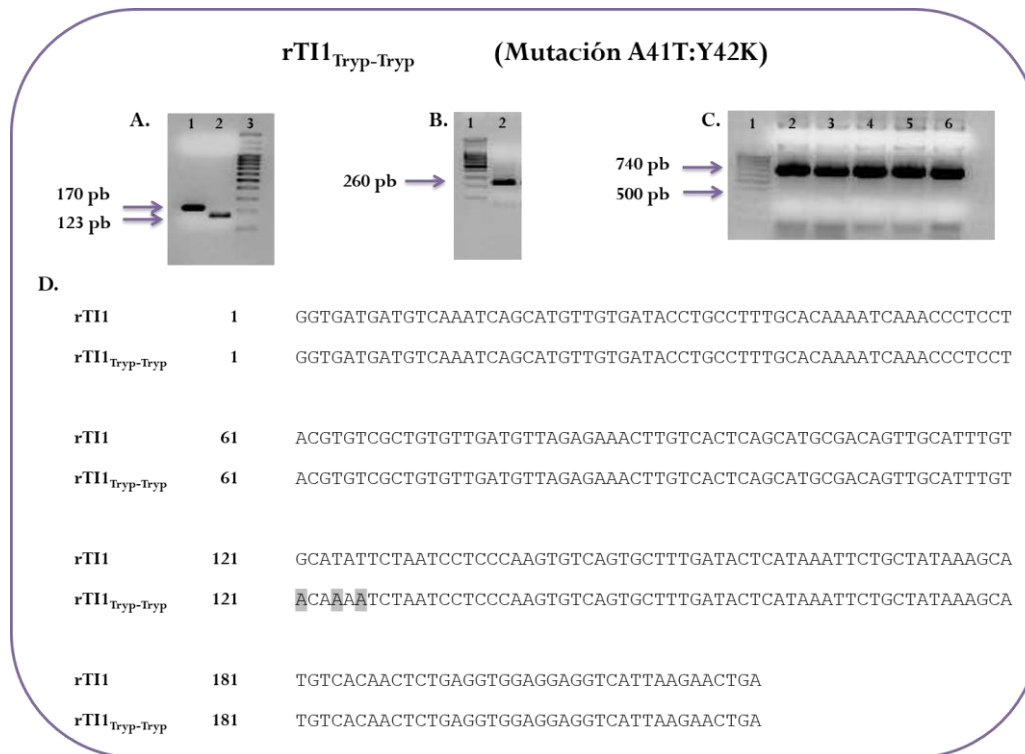 rTI1Tryp-Tryp (Mutación A41T:Y42K)
A. B. C.
1 2 3
1 2
1 2 3 4 5 6
170 pb
123 pb
260 pb
740 pb
500 pb
D.
rTI1 1 GGTGATGATGTCAAATCAGCATGTTGTGATACCTGCCTTTGCACAAAATCAAACCCTCCT
rTI1Tryp-Tryp 1 GGTGATGATGTCAAATCAGCATGTTGTGATACCTGCCTTTGCACAAAATCAAACCCTCCT
rTI1 61 ACGTGTCGCTGTGTTGATGTTAGAGAAACTTGTCACTCAGCATGCGACAGTTGCATTTGT
rTI1Tryp-Tryp 61 ACGTGTCGCTGTGTTGATGTTAGAGAAACTTGTCACTCAGCATGCGACAGTTGCATTTGT
rTI1 121 GCATATTCTAATCCTCCCAAGTGTCAGTGCTTTGATACTCATAAATTCTGCTATAAAGCA
rTI1Tryp-Tryp 121 ACAAAATCTAATCCTCCCAAGTGTCAGTGCTTTGATACTCATAAATTCTGCTATAAAGCA
rTI1 181 TGTCACAACTCTGAGGTGGAGGAGGTCATTAAGAACTGA
rTI1Tryp-Tryp 181 TGTCACAACTCTGAGGTGGAGGAGGTCATTAAGAACTGA